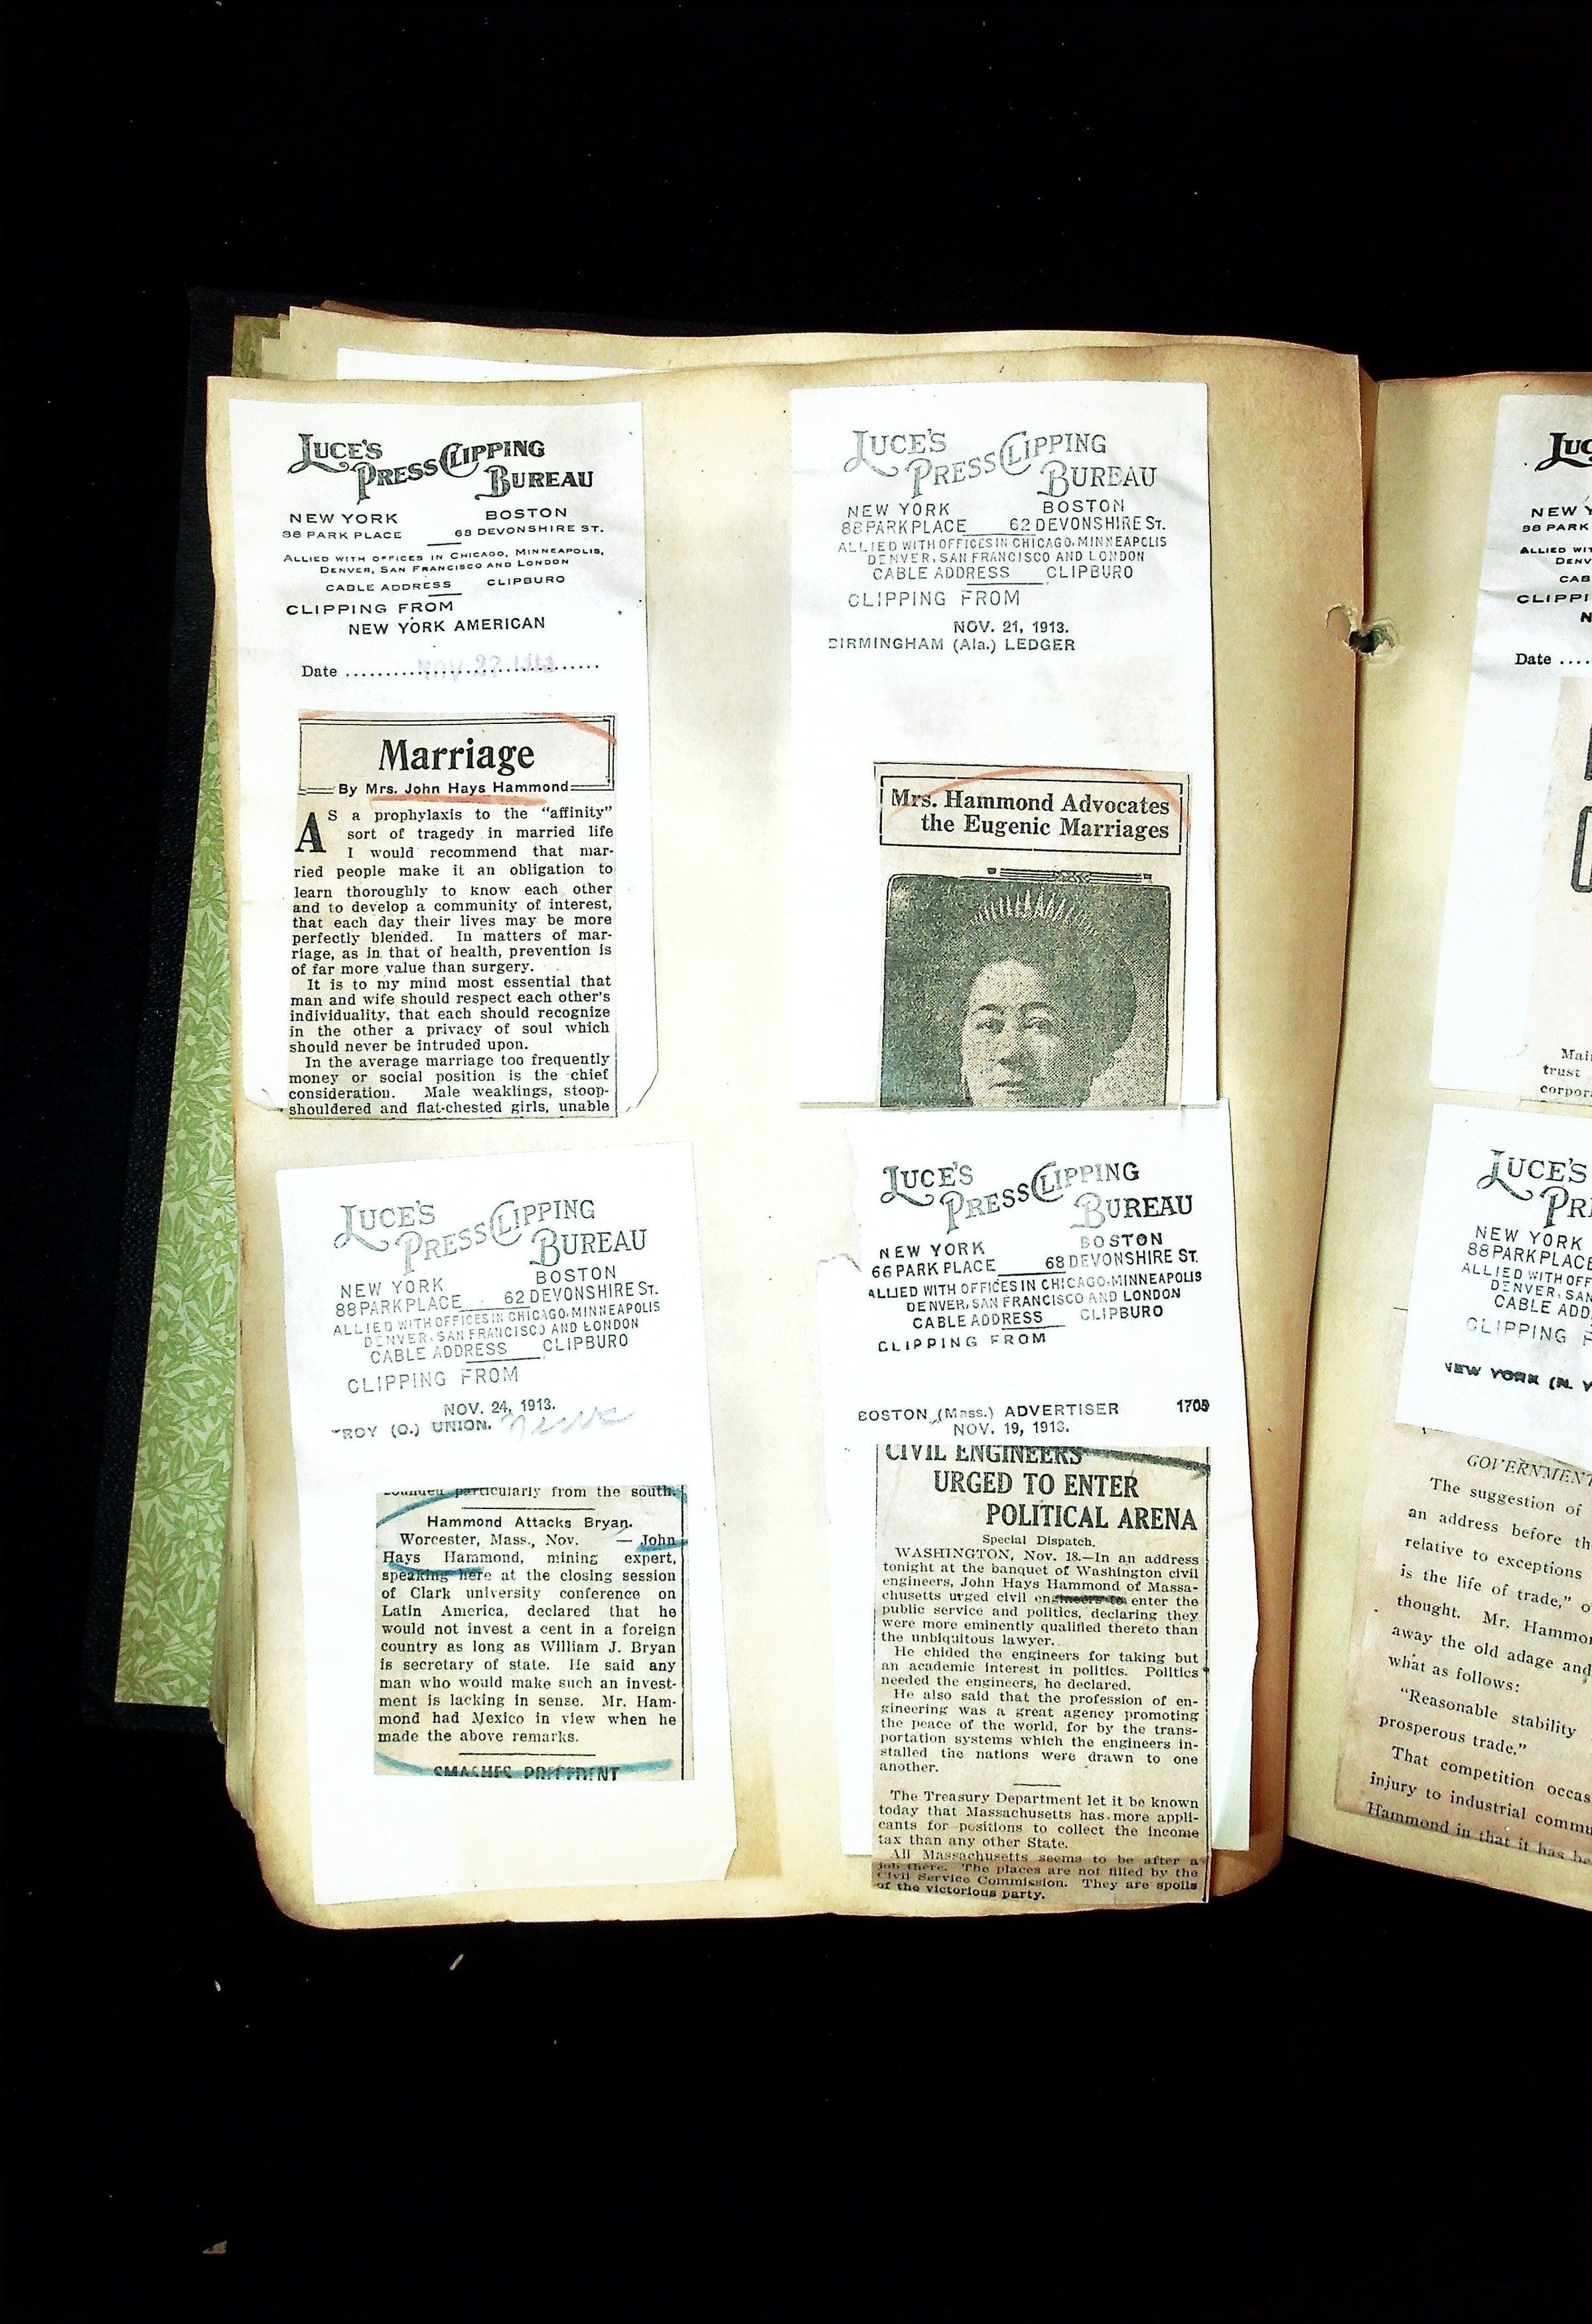 LUCE'S
PRESS CLIPPING
BUREAU
NEW YORK BOSTON
88 PARK PLACE 68 DEVONSHIRE ST.
ALLIED WITH OFFICES IN CHICAGO, MINNEAPOLIS,
DENVER, SAN FRANCISCO AND LONDON
CABLE ADDRESS CLIPBURO
CLIPPING FROM
NEW YORK AMERICAN
Date
Marriage
By Mrs. John Hays Hammond
AS a prophylaxis to the "affinity"
sort of tragedy in married life
I would recommend that mar-
ried people make it an obligation to
learn thoroughly to know each other
and to develop a community of interest,
that each day their lives may be more
perfectly blended. In matters of mar-
riage, as in that of health, prevention is
of far more value than surgery.
It is to my mind most essential that
man and wife should respect each other's
individuality, that each should recognize
in the other a privacy of soul which
should never be intruded upon.
In the average marriage too frequently
money or social position is the chief
consideration. Male weaklings, stoop-
shouldered and flat-chested girls, unable
LUCE'S
PRESS CLIPPING
BUREAU
NEW YORK BOSTON
88 PARK PLACE 62 DEVONSHIRE ST.
ALLIED WITH OFFICES IN CHICAGO, MINNEAPOLIS
DENVER, SAN FRANCISCO AND LONDON
CABLE ADDRESS CLIPBURO
CLIPPING FROM
NOV. 21, 1913.
BIRMINGHAM (Ala.) LEDGER
Mrs. Hammond Advocates
the Eugenic Marriages
LUCE'S
PRESS CLIPPING
BUREAU
NEW YORK BOSTON
88 PARK PLACE 62 DEVONSHIRE ST.
ALLIED WITH OFFICES IN CHICAGO, MINNEAPOLIS
DENVER, SAN FRANCISCO AND LONDON
CABLE ADDRESS CLIPBURO
CLIPPING FROM
NOV. 24, 1913.
TROY (O.) UNION.
particularly from the south.
Hammond Attacks Bryan.
Worcester, Mass., Nov. — John
Hays Hammond, mining expert,
speaking here at the closing session
of Clark university conference on
Latin America, declared that he
would not invest a cent in a foreign
country as long as William J. Bryan
is secretary of state. He said any
man who would make such an invest-
ment is lacking in sense. Mr. Ham-
mond had Mexico in view when he
made the above remarks.
SMASHES PRECEDENT
LUCE'S
PRESS CLIPPING
BUREAU
NEW YORK BOSTON
66 PARK PLACE 68 DEVONSHIRE ST.
ALLIED WITH OFFICES IN CHICAGO, MINNEAPOLIS
DENVER, SAN FRANCISCO AND LONDON
CABLE ADDRESS CLIPBURO
CLIPPING FROM
BOSTON (Mass.) ADVERTISER 1709
NOV. 19, 1913.
CIVIL ENGINEERS
URGED TO ENTER
POLITICAL ARENA
Special Dispatch.
WASHINGTON, Nov. 18.—In an address
tonight at the banquet of Washington civil
engineers, John Hays Hammond of Massa-
chusetts urged civil engineers to enter the
public service and politics, declaring they
were more eminently qualified thereto than
the unbiquitous lawyer.
He chided the engineers for taking but
an academic interest in politics. Politics
needed the engineers, he declared.
He also said that the profession of en-
gineering was a great agency promoting
the peace of the world, for by the trans-
portation systems which the engineers in-
stalled the nations were drawn to one
another.
The Treasury Department let it be known
today that Massachusetts has more appli-
cants for positions to collect the income
tax than any other State.
All Massachusetts seems to be after a
job there. The places are not filled by the
Civil Service Commission. They are spoils
of the victorious party.
LUC
NEW Y
88 PARK
ALLIED WIT
DENV
CAB
CLIPPI
N
Date
Mai
trust
corpor
LUCE'S
PR
NEW YORK
88 PARK PLACE
ALLIED WITH OFF
DENVER, SAN
CABLE ADD
CLIPPING F
NEW YORK (N. Y
GOVERNMENT
The suggestion of
an address before th
relative to exceptions
is the life of trade," o
thought. Mr. Hammo
away the old adage and
what as follows:
"Reasonable stability
prosperous trade."
That competition occas
injury to industrial commu
Hammond in that it has be